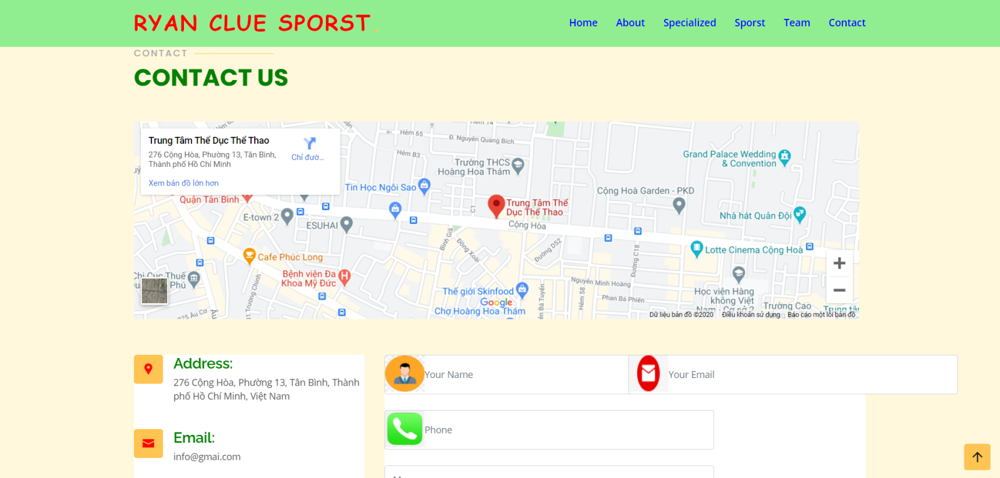 RYAN CLUE SPORST.
Home About Specialized Sporst Team Contact
CONTACT
CONTACT US
Trung Tâm Thể Dục Thể Thao
276 Cộng Hòa, Phường 13, Tân Bình,
Thành phố Hồ Chí Minh
Chỉ đườ...
Xem bản đồ lớn hơn
Hẻm 14
Hẻm 65
Đ. Nguyễn Quang Bích
Hẻm B3
Trường THCS
Hoàng Hoa Thám
Grand Palace Wedding
& Convention
Tin Học Ngôi Sao
Cộng Hoà Garden - PKD
Quận Tân Bình
Trung Tâm Thể
Dục Thể Thao
C1
E-town 2
ESUHAI
Cộng Hòa
Nhà hát Quân Đội
Bình Giã
Đồng Xoài
Đường D52
Đường C18
Lotte Cinema Cộng Hoà
Cafe Phúc Long
Chi Cục Thuế
Phú
Bệnh viện Đa
Khoa Mỹ Đức
Trường Chinh
Thế giới Skinfood
Google
Chợ Hoàng Hoa Thám
Nguyễn Minh Hoàng
Phan Bá Phiến
Hẻm 58
Học viện Hàng
không Việt
Nam - Cơ sở 2
Trường Cao
Trung tâ
Âu Cơ
Dữ liệu bản đồ ©2020 Điều khoản sử dụng Báo cáo một lỗi bản đồ
Address:
276 Cộng Hòa, Phường 13, Tân Bình, Thành
phố Hồ Chí Minh, Việt Nam
Your Name
Your Email
Phone
Email:
info@gmai.com